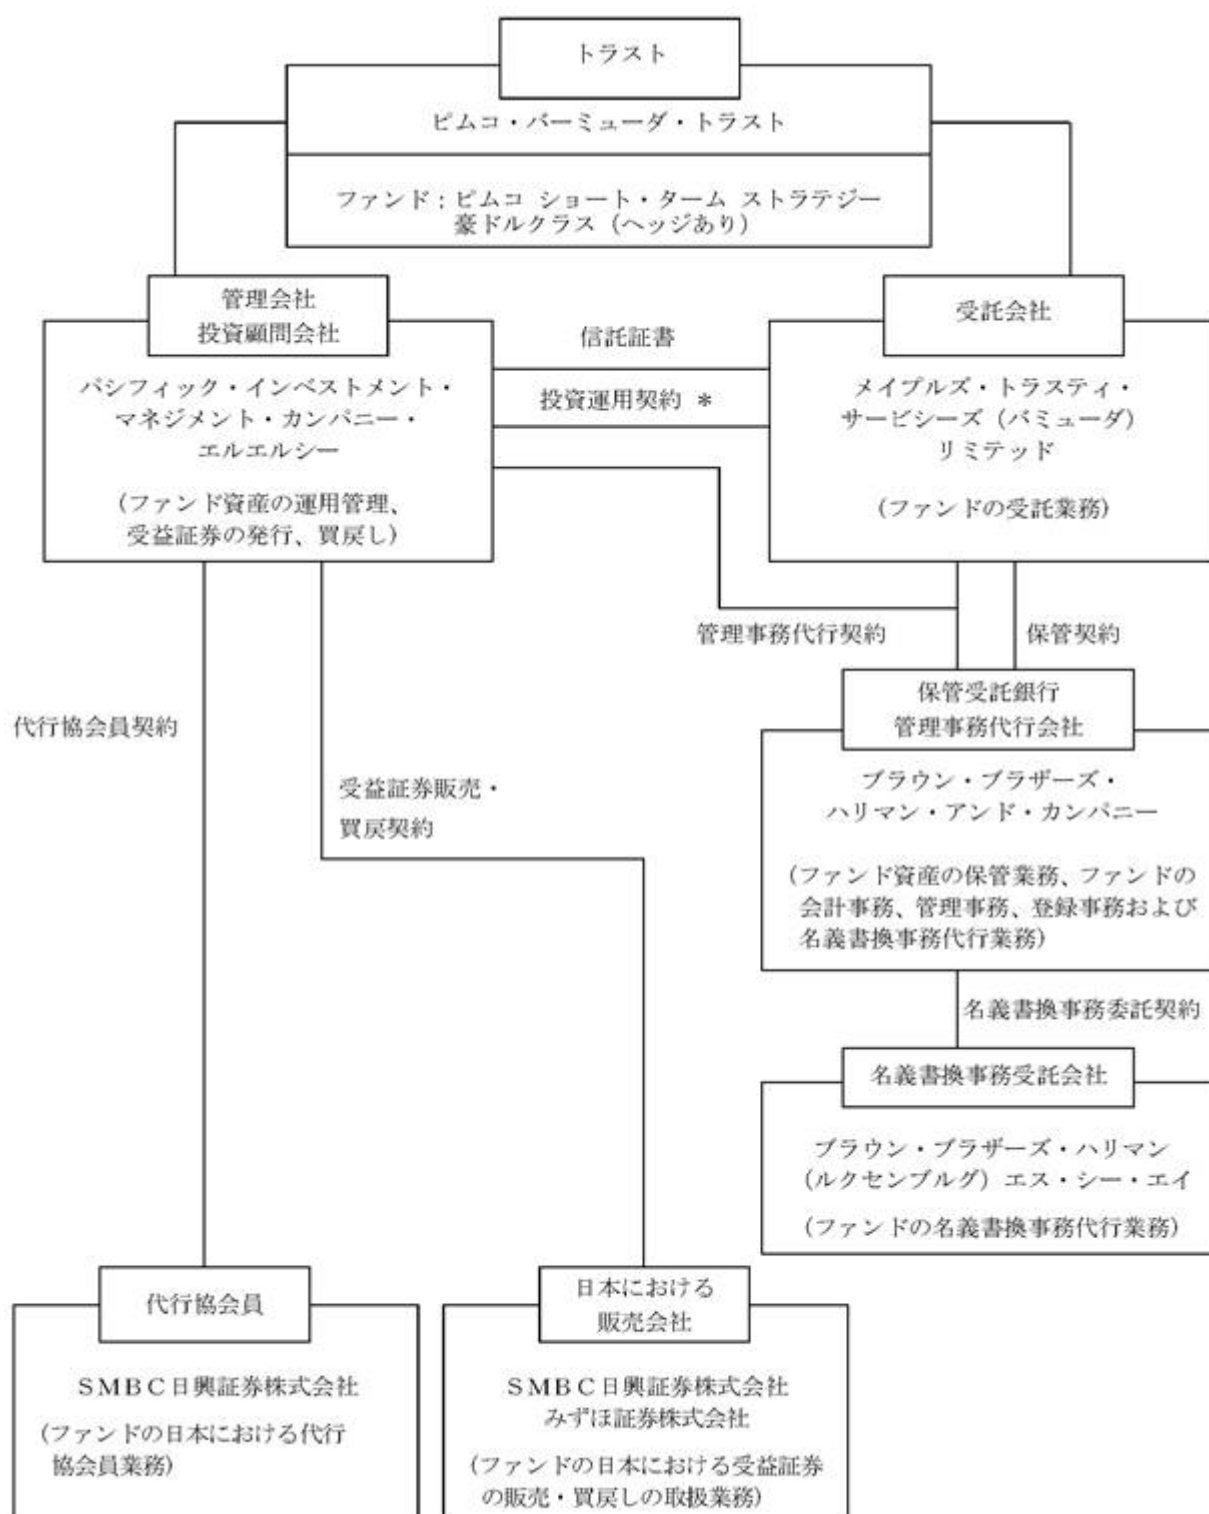 トラスト
ピムコ・バーミューダ・トラスト
ファンド：ピムコ ショート・ターム ストラテジー
豪ドルクラス（ヘッジあり）
管理会社
投資顧問会社
パシフィック・インベストメント・
マネジメント・カンパニー・
エルエルシー
（ファンド資産の運用管理、
受益証券の発行、買戻し）
信託証書
投資運用契約 ＊
受託会社
メイプルズ・トラスティ・
サービシーズ（バミューダ）
リミテッド
（ファンドの受託業務）
管理事務代行契約
保管契約
保管受託銀行
管理事務代行会社
ブラウン・ブラザーズ・
ハリマン・アンド・カンパニー
（ファンド資産の保管業務、ファンドの
会計事務、管理事務、登録事務および
名義書換事務代行業務）
代行協会員契約
受益証券販売・
買戻契約
名義書換事務委託契約
名義書換事務受託会社
ブラウン・ブラザーズ・ハリマン
（ルクセンブルグ）エス・シー・エイ
（ファンドの名義書換事務代行業務）
代行協会員
ＳＭＢＣ日興証券株式会社
（ファンドの日本における代行
協会員業務）
日本における
販売会社
ＳＭＢＣ日興証券株式会社
みずほ証券株式会社
（ファンドの日本における受益証券
の販売・買戻しの取扱業務）